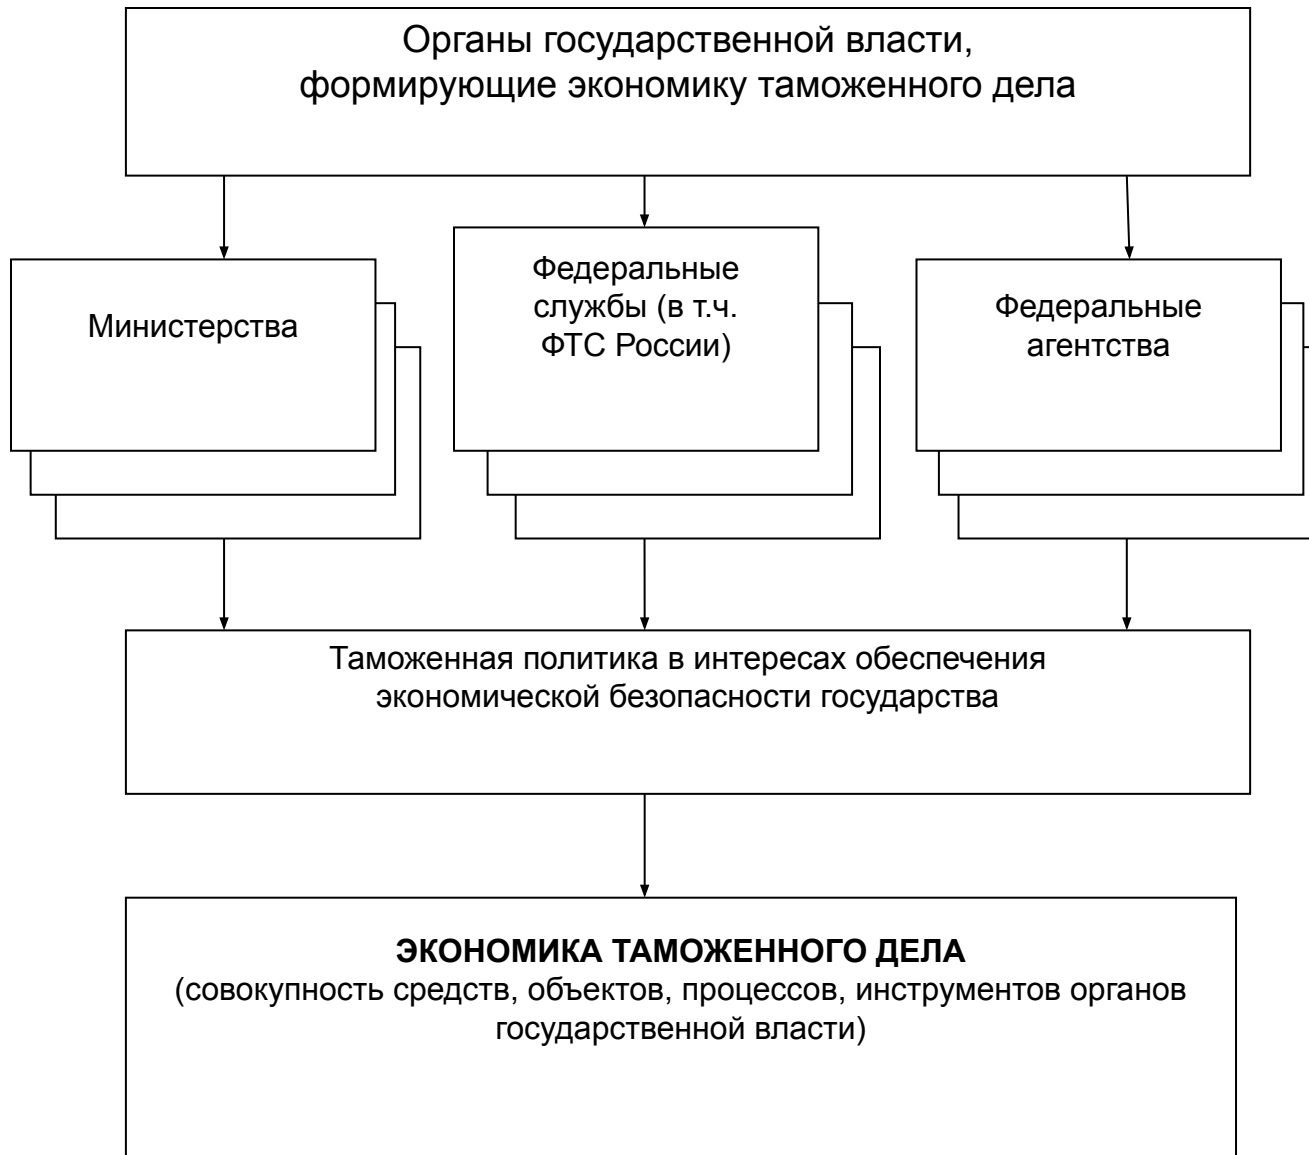 Органы государственной власти,
формирующие экономику таможенного дела
Министерства
Федеральные
службы (в т.ч.
ФТС России)
Федеральные
агентства
Таможенная политика в интересах обеспечения
экономической безопасности государства
ЭКОНОМИКА ТАМОЖЕННОГО ДЕЛА
(совокупность средств, объектов, процессов, инструментов органов
государственной власти)